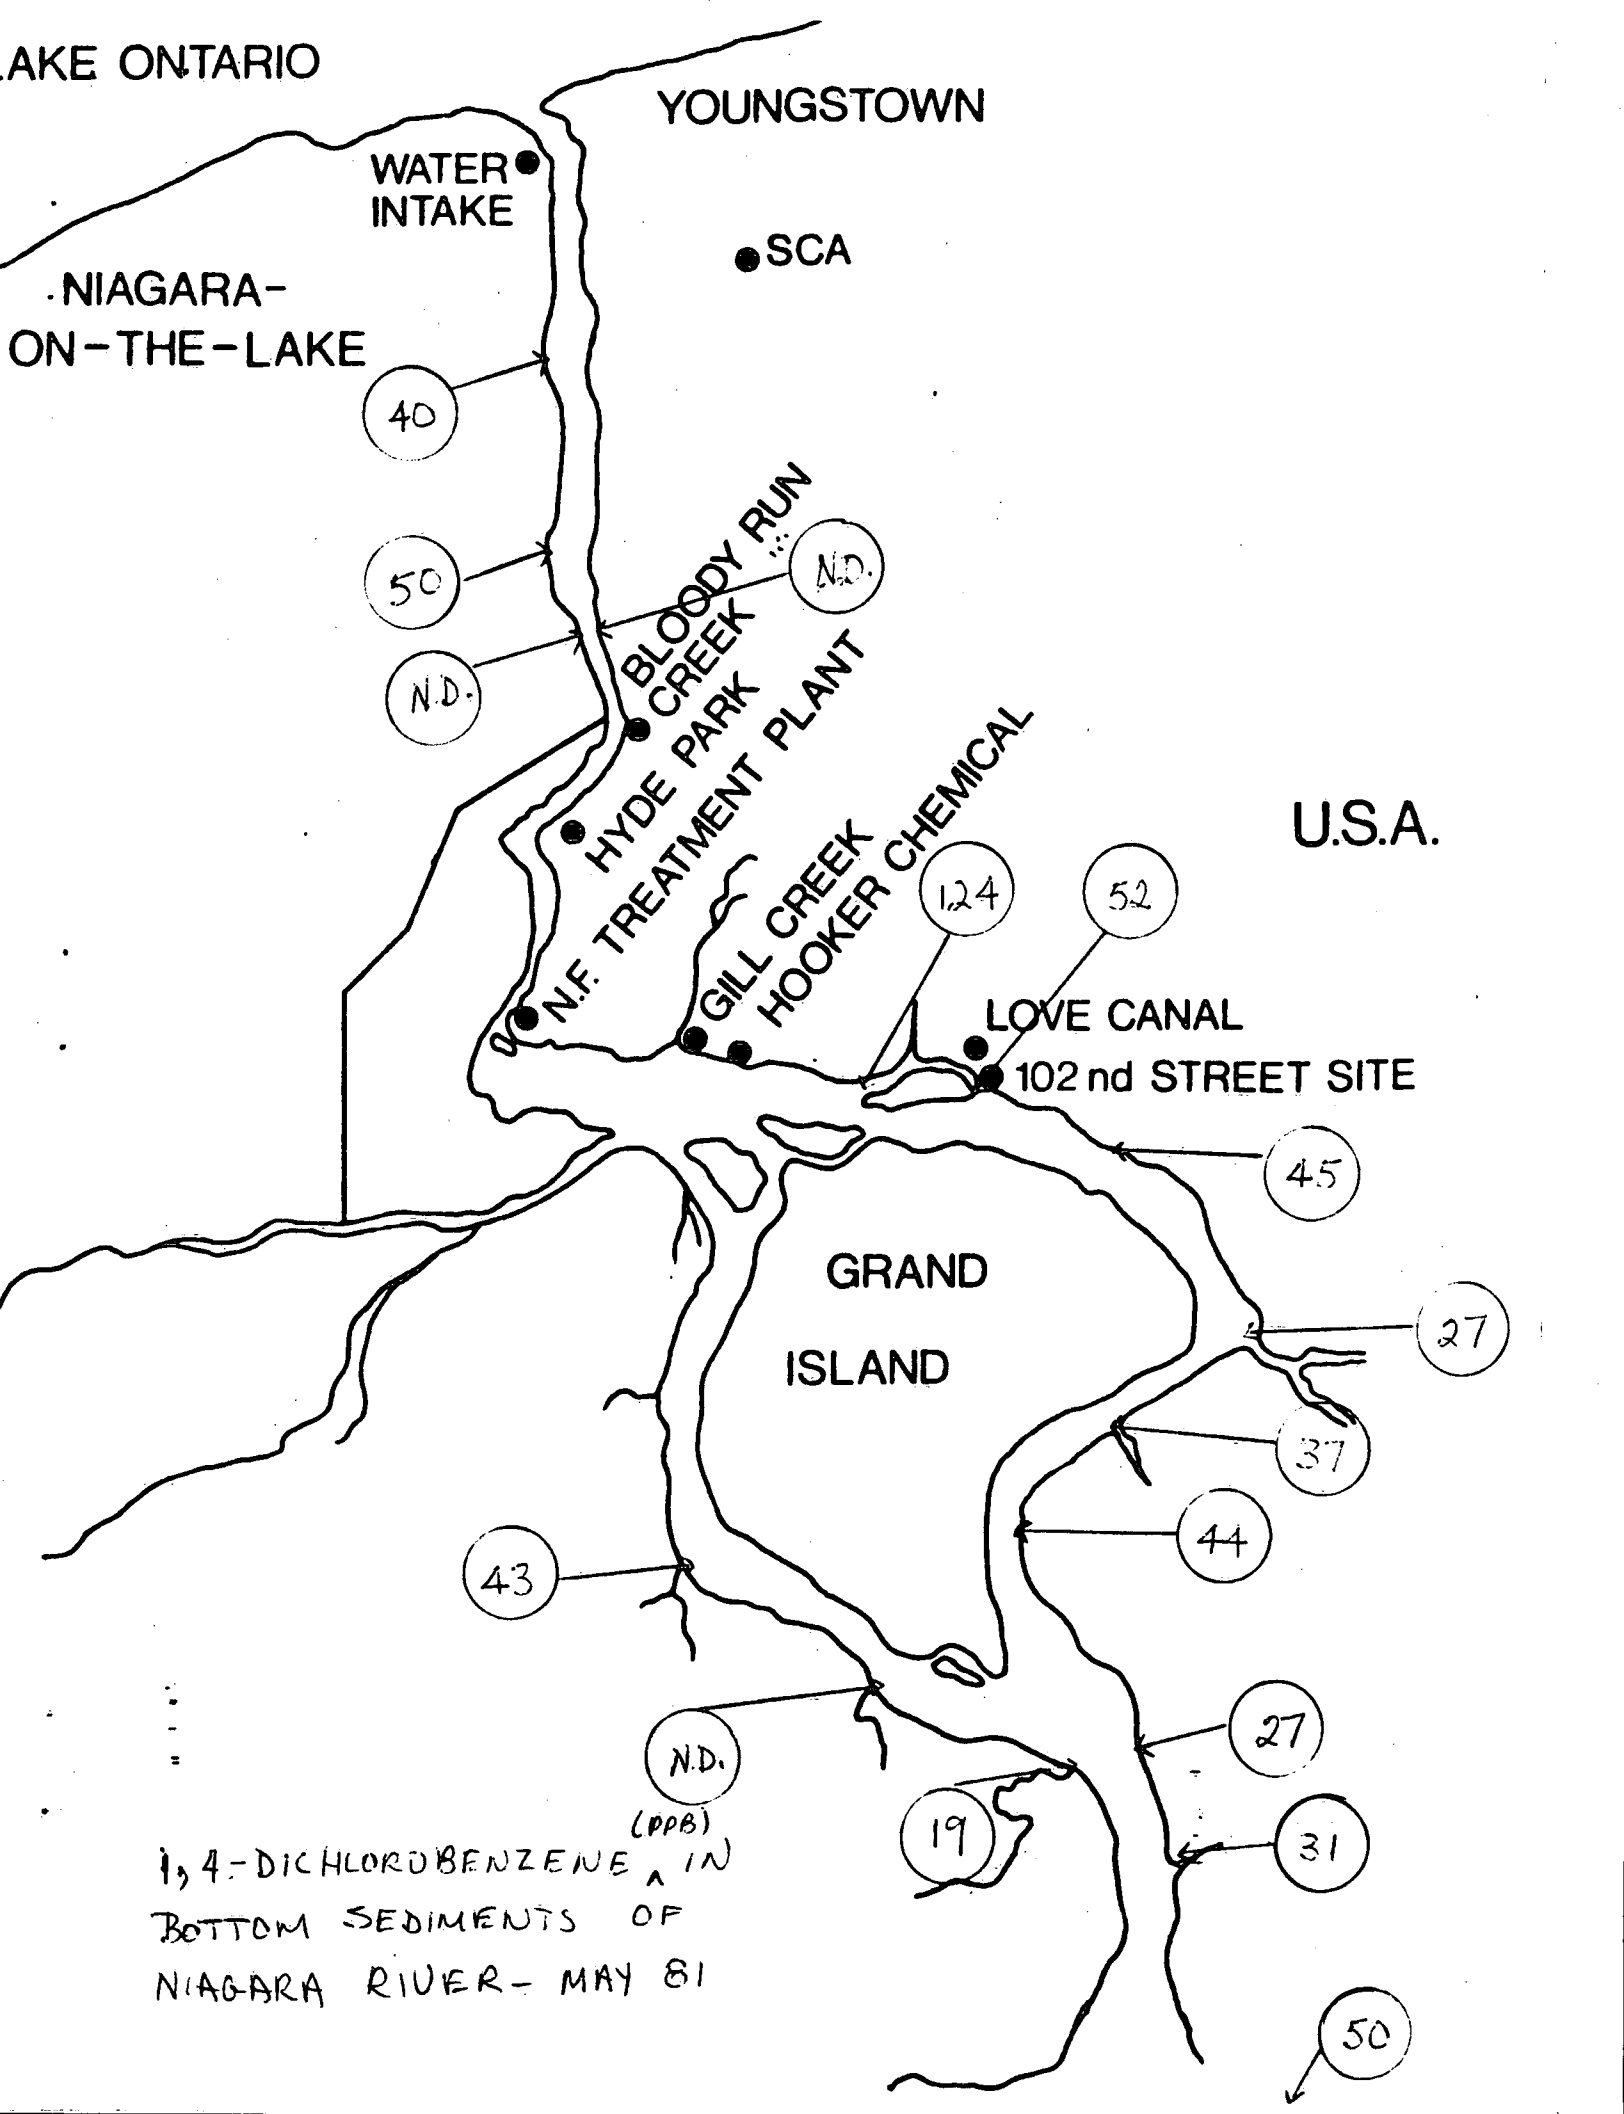 LAKE ONTARIO
YOUNGSTOWN
WATER
INTAKE
SCA
NIAGARA-
ON-THE-LAKE
40
50
N.D.
N.D.
BLOODY RUN
CREEK
HYDE PARK
N.F. TREATMENT PLANT
GILL CREEK
HOOKER CHEMICAL
U.S.A.
124
52
LOVE CANAL
102nd STREET SITE
45
GRAND
ISLAND
27
37
44
43
27
N.D.
19
31
(PPB)
1,4-DICHLOROBENZENE ^ IN
BOTTOM SEDIMENTS OF
NIAGARA RIVER - MAY 81
50